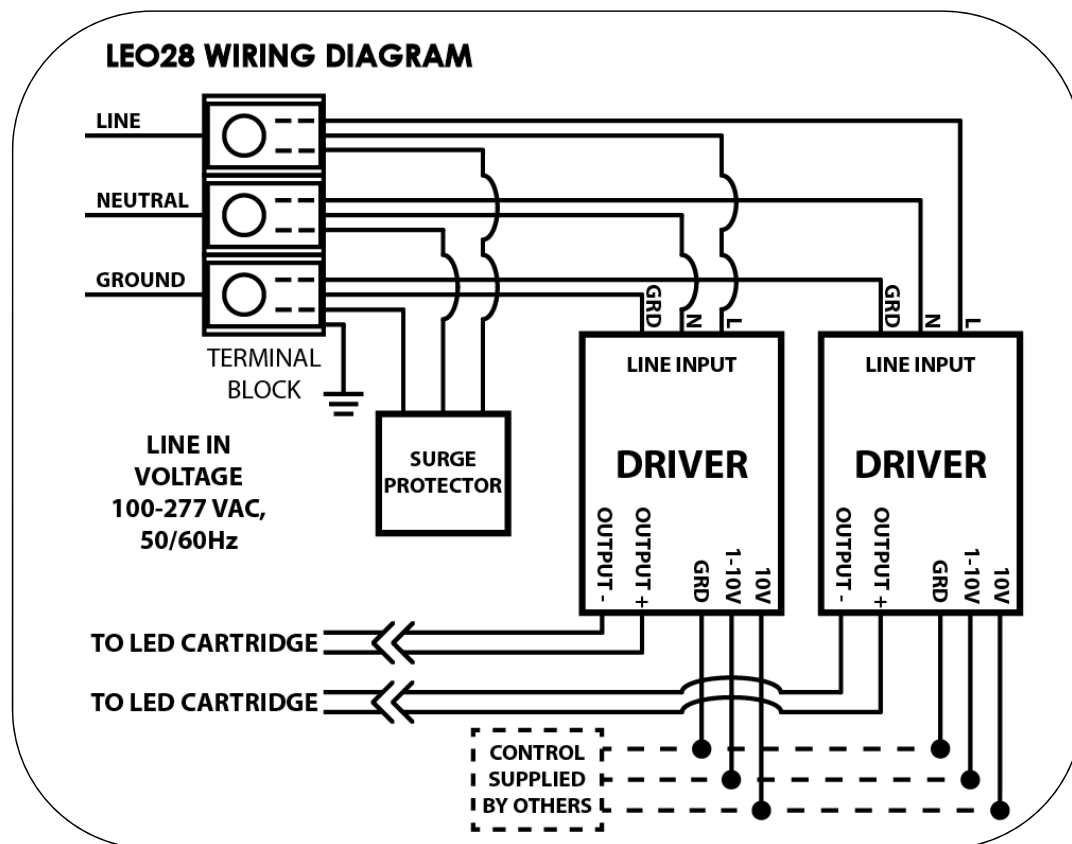 LEO28 WIRING DIAGRAM
LINE
NEUTRAL
GROUND
TERMINAL
BLOCK
LINE IN
VOLTAGE
100-277 VAC,
50/60Hz
SURGE
PROTECTOR
GRD
N
L
LINE INPUT
DRIVER
OUTPUT -
OUTPUT +
GRD
1-10V
10V
GRD
N
L
LINE INPUT
DRIVER
OUTPUT -
OUTPUT +
GRD
1-10V
10V
TO LED CARTRIDGE
TO LED CARTRIDGE
CONTROL
SUPPLIED
BY OTHERS